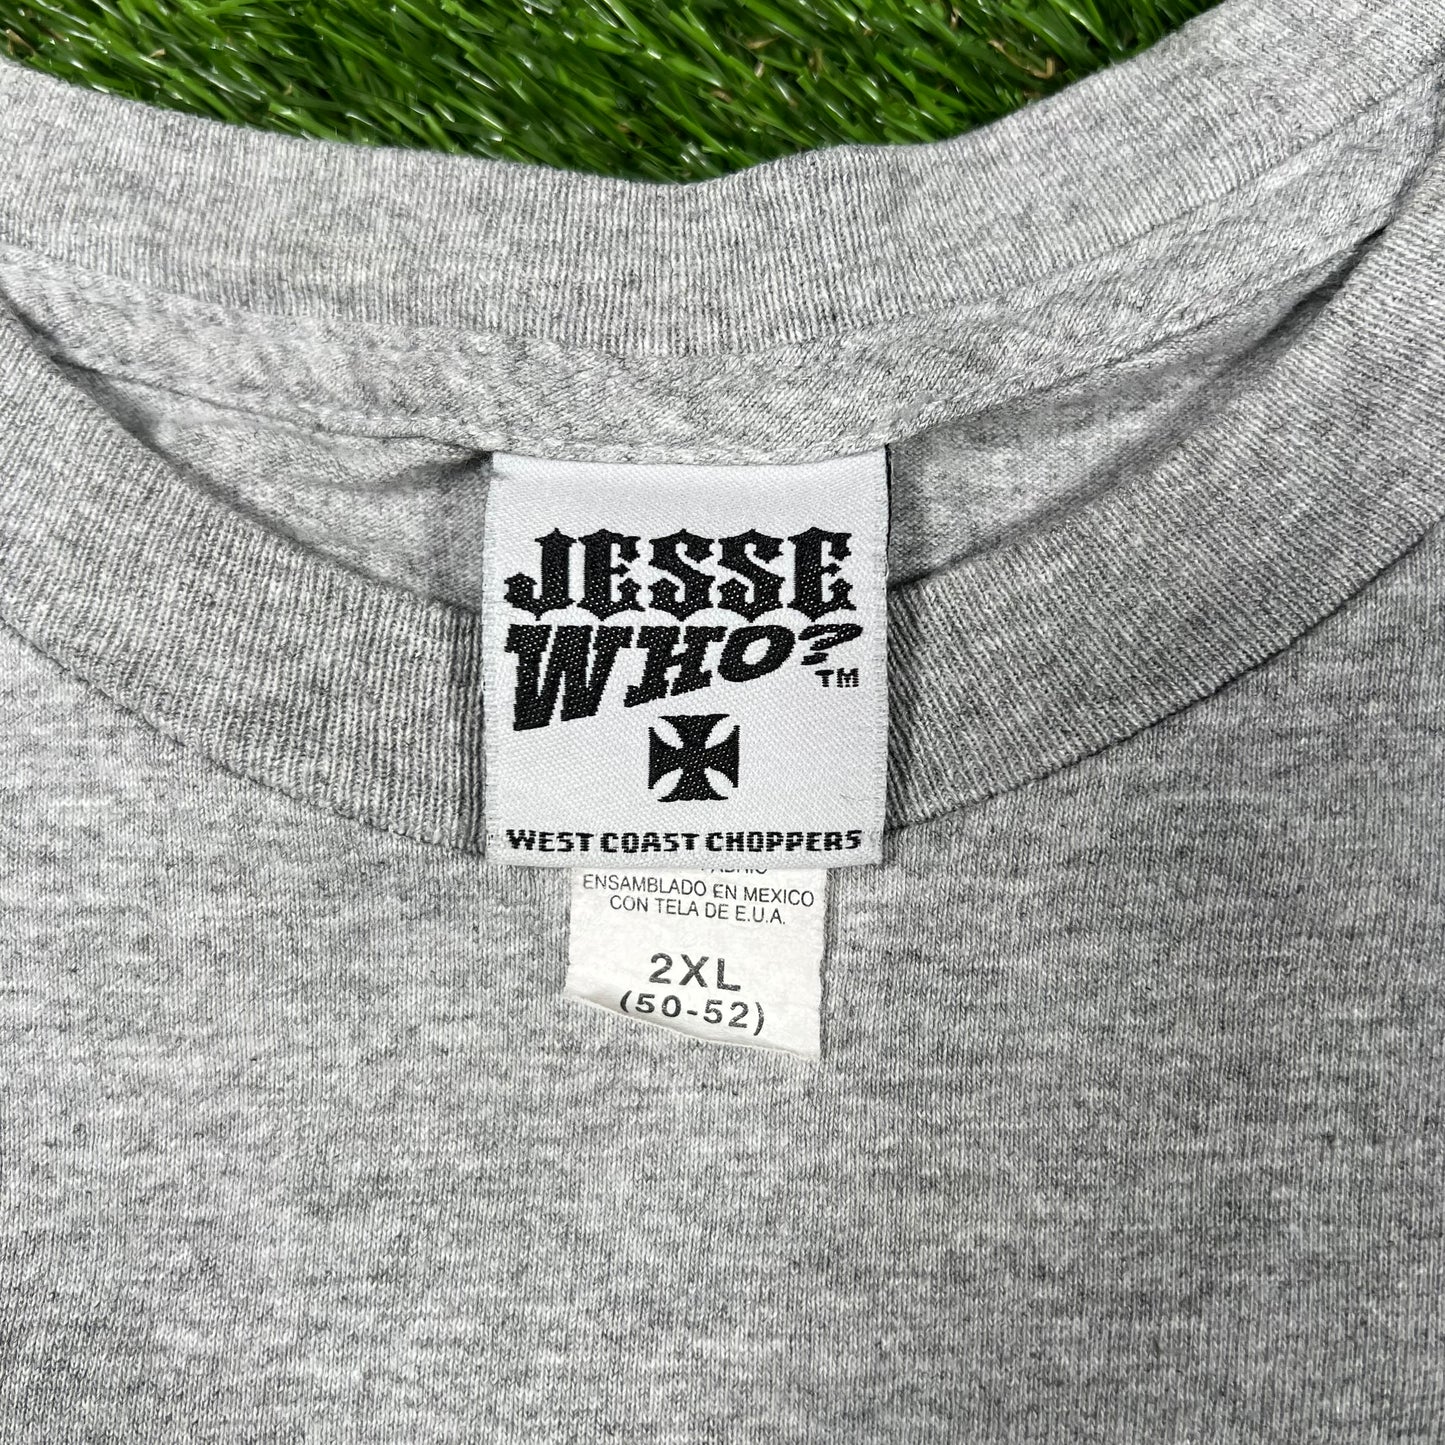 JESSE
WHO?
TM
WEST COAST CHOPPERS
ENSAMBLADO EN MEXICO
CON TELA DE E.U.A.
2XL
(50-52)